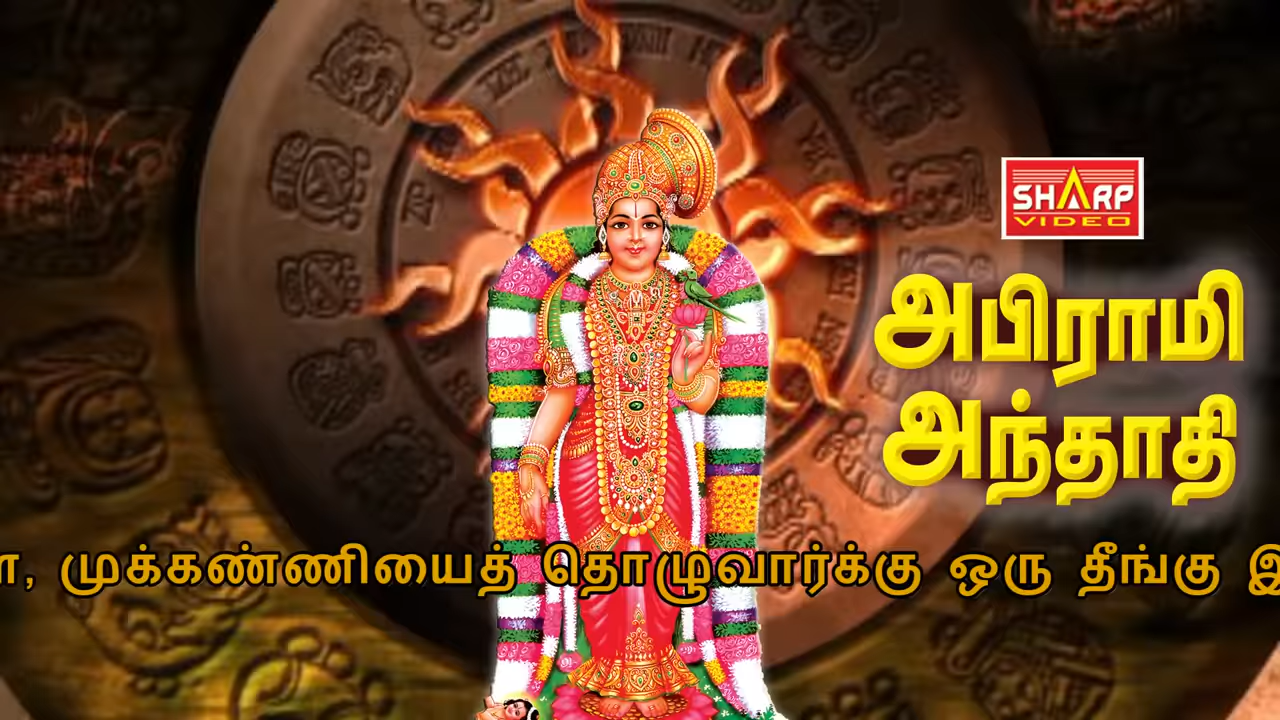 SHARP
VIDEO
அபிராமி
அந்தாதி
முக்கண்ணியைத் தொழுவார்க்கு ஒரு தீங்கு